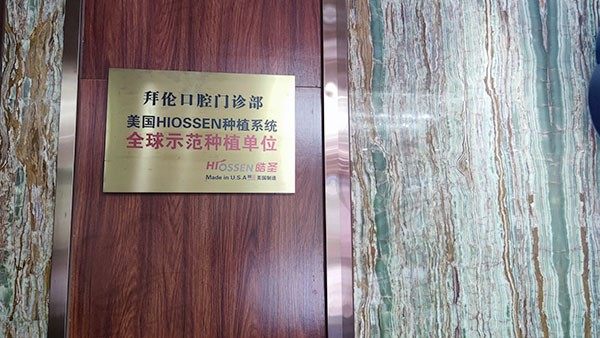 拜伦口腔门诊部
美国HIOSSEN种植系统
全球示范种植单位
HIOSSEN 皓圣
Made in U.S.A 美国制造